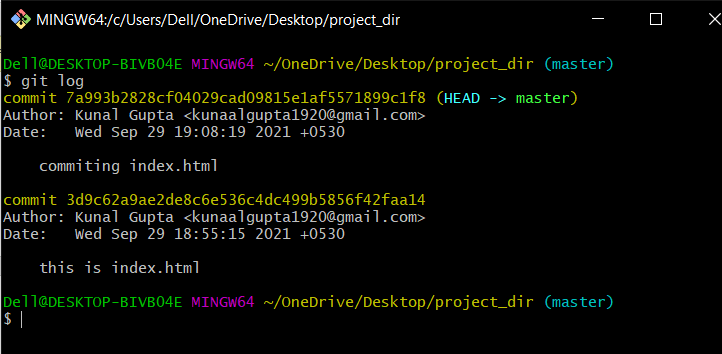 MINGW64:/c/Users/Dell/OneDrive/Desktop/project_dir
Dell@DESKTOP-BIVB04E MINGW64 ~/OneDrive/Desktop/project_dir (master)
$ git log
commit 7a993b2828cf04029cad09815e1af5571899c1f8 (HEAD -> master)
Author: Kunal Gupta <kunaalgupta1920@gmail.com>
Date:   Wed Sep 29 19:08:19 2021 +0530
    commiting index.html
commit 3d9c62a9ae2de8c6e536c4dc499b5856f42faa14
Author: Kunal Gupta <kunaalgupta1920@gmail.com>
Date:   Wed Sep 29 18:55:15 2021 +0530
    this is index.html
Dell@DESKTOP-BIVB04E MINGW64 ~/OneDrive/Desktop/project_dir (master)
$